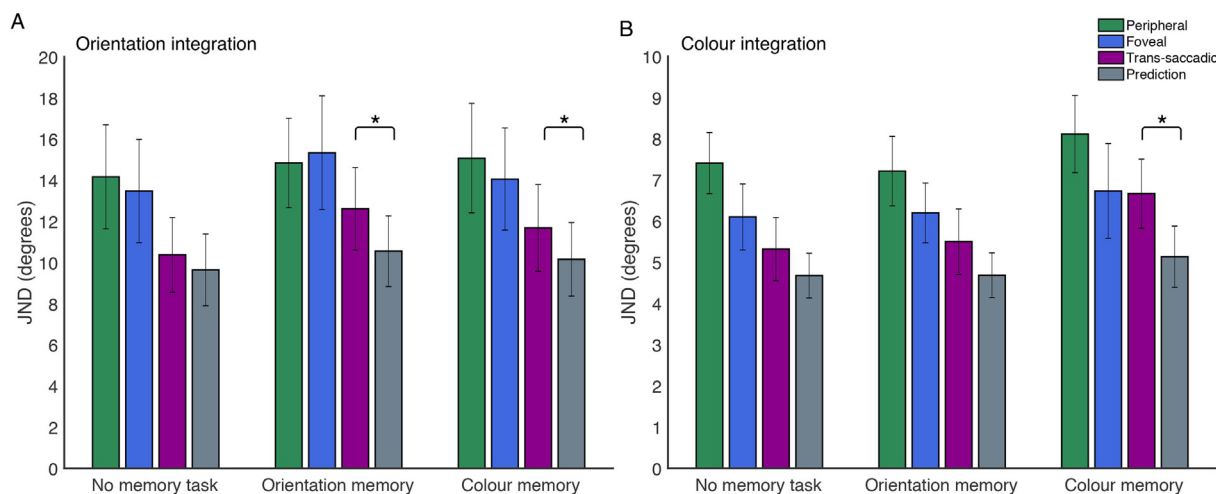 A
Orientation integration
JND (degrees)
20
18
16
14
12
10
8
6
4
2
0
*
*
No memory task
Orientation memory
Colour memory
B
Colour integration
JND (degrees)
10
9
8
7
6
5
4
3
2
1
0
*
No memory task
Orientation memory
Colour memory
Peripheral
Foveal
Trans-saccadic
Prediction